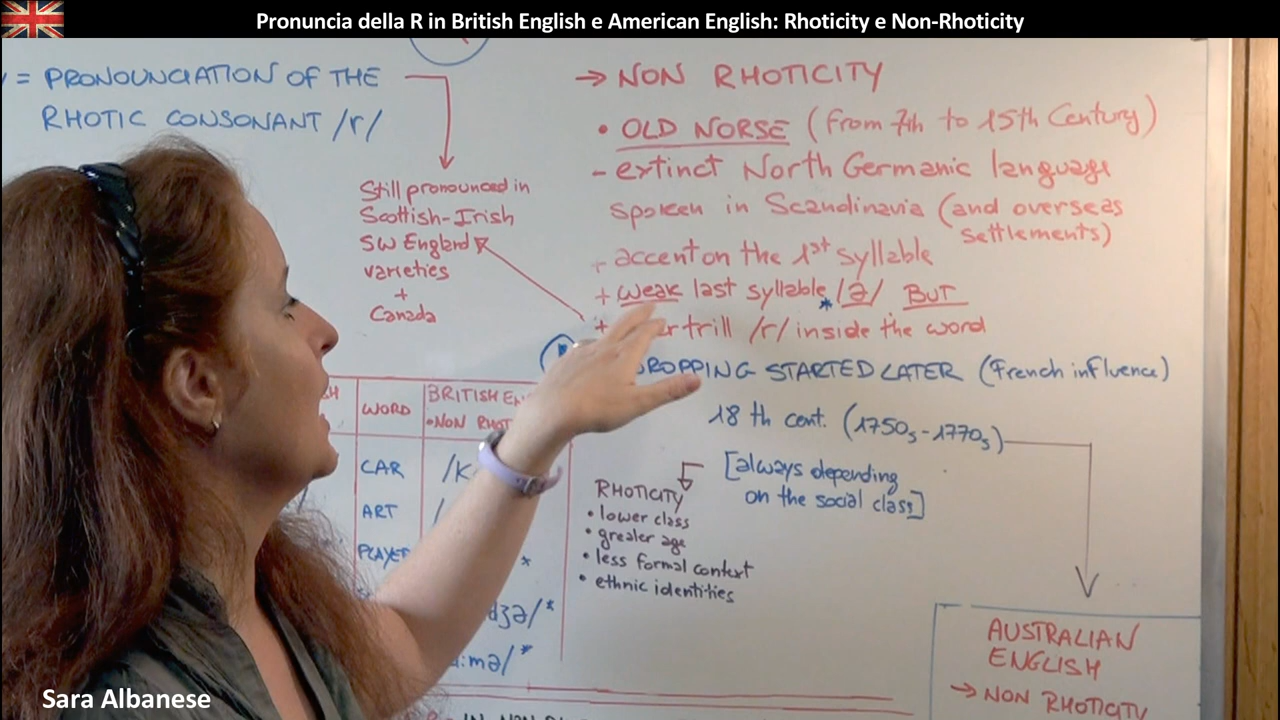 Pronuncia della R in British English e American English: Rhoticity e Non-Rhoticity
= PRONOUNCIATION OF THE
RHOTIC CONSONANT /r/
Still pronounced in
Scottish-Irish
SW England
varieties
+
Canada
→ NON RHOTICITY
• OLD NORSE (from 7th to 15th Century)
- extinct North Germanic language
spoken in Scandinavia (and overseas
settlements)
+ accent on the 1st syllable
+ weak last syllable /ə/ BUT
*
+ trill /r/ inside the word
DROPPING STARTED LATER (French influence)
18 th cent. (1750s-1770s)
[always depending
on the social class]
RHOTICITY
• lower class
• greater age
• less formal context
• ethnic identities
WORD
BRITISH EN
• NON RHOT
CAR
/k
ART
/
PLAYE
*
dʒə/*
:mə/*
AUSTRALIAN
ENGLISH
→ NON RHOTICITY
Sara Albanese